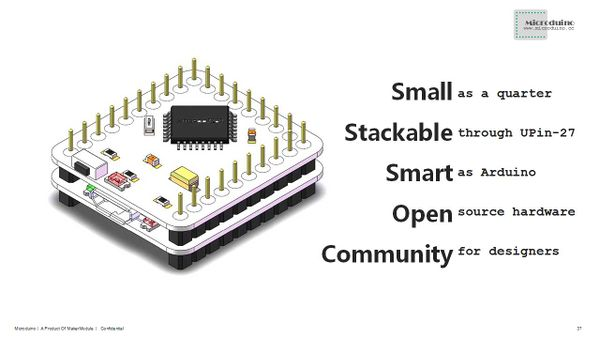 Microduino
www.microduino.cc
Small as a quarter
Stackable through UPin-27
Smart as Arduino
Open source hardware
Community for designers
Microduino | A Product Of MakerModule | Confidential
27